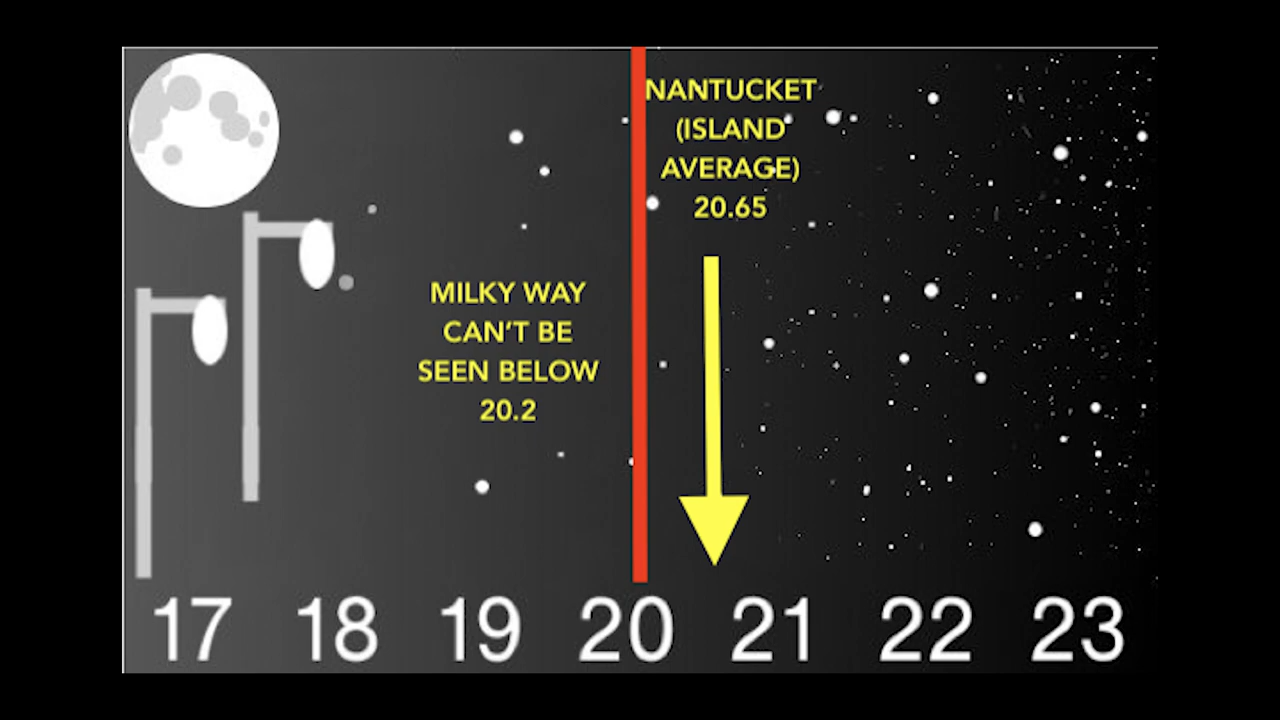 NANTUCKET
(ISLAND
AVERAGE)
20.65
MILKY WAY
CAN'T BE
SEEN BELOW
20.2
17 18 19 20 21 22 23